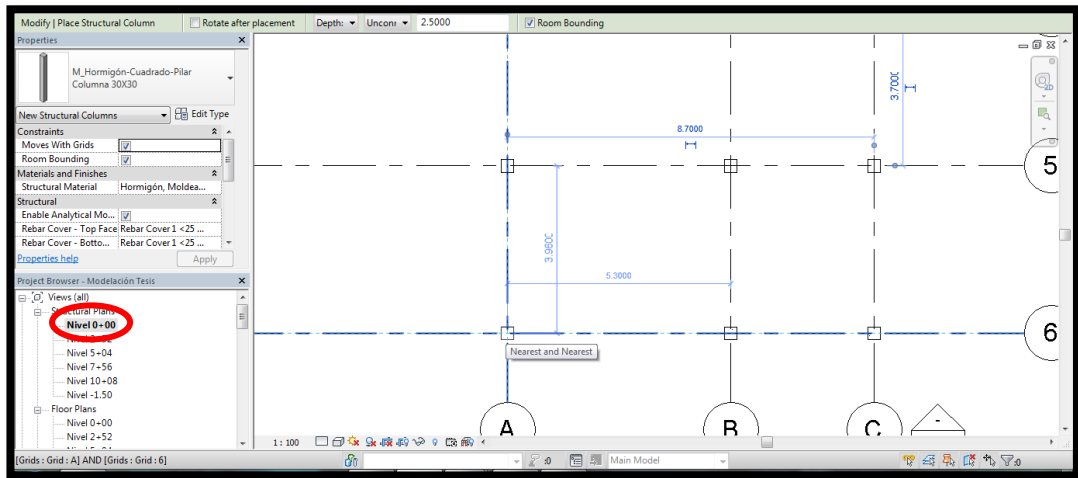 Modify | Place Structural Column Rotate after placement Depth: Unconr 2.5000 Room Bounding
Properties
M_Hormigón-Cuadrado-Pilar
Columna 30X30
New Structural Columns Edit Type
Constraints
Moves With Grids
Room Bounding
Materials and Finishes
Structural Material Hormigón, Moldea...
Structural
Enable Analytical Mo...
Rebar Cover - Top Face Rebar Cover 1 <25 ...
Rebar Cover - Botto... Rebar Cover 1 <25 ...
Properties help Apply
Project Browser - Modelación Tesis
Views (all)
Structural Plans
Nivel 0+00
Nivel 5+04
Nivel 7+56
Nivel 10+08
Nivel -1.50
Floor Plans
Nivel 0+00
Nivel 2+52
3.7000
2D
8.7000
5
3.9800
5.3000
6
Nearest and Nearest
A B C -
1 : 100
[Grids : Grid : A] AND [Grids : Grid : 6] :0 Main Model :0